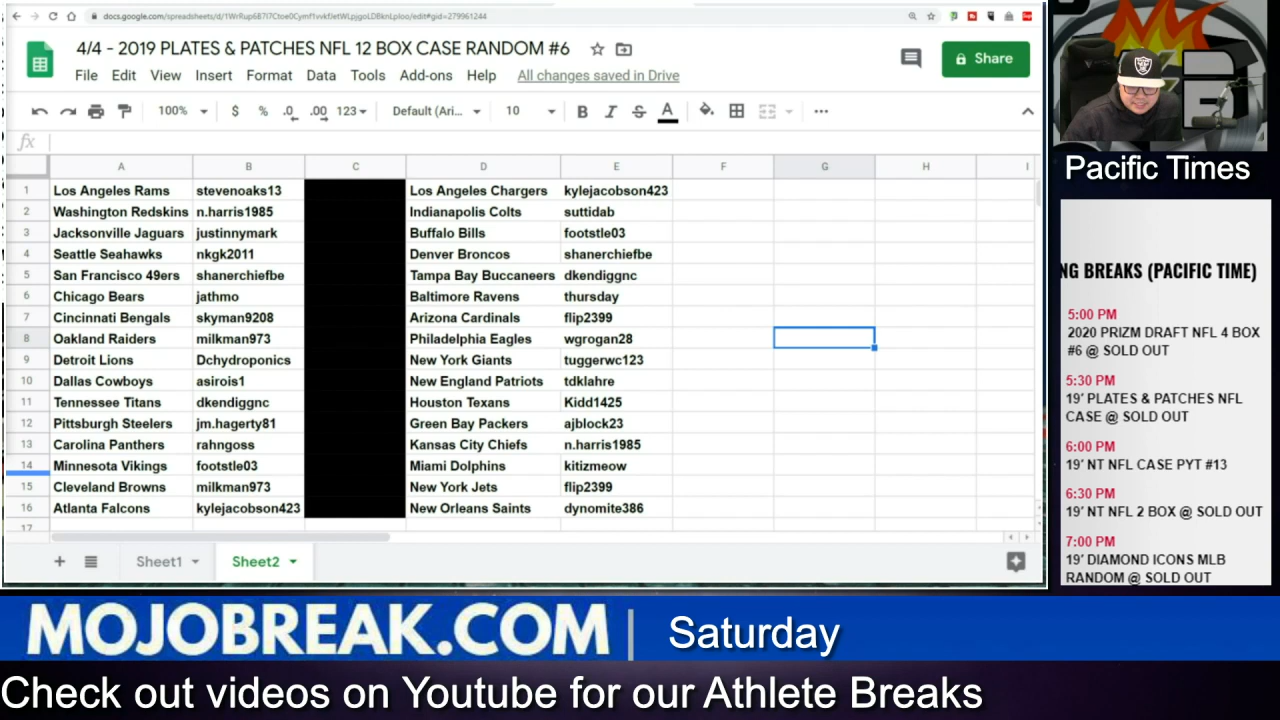 docs.google.com/spreadsheets/d/1WrRup6B7I7Ctoe0Cymf1vvkfJetWLpjgoLDBknLploo/edit#gid=279961244
4/4 - 2019 PLATES & PATCHES NFL 12 BOX CASE RANDOM #6
File Edit View Insert Format Data Tools Add-ons Help All changes saved in Drive
Share
100% $ % .0 .00 123 Default (Ari... 10 B I S A
fx
A B C D E F G H I
1 Los Angeles Rams stevenoaks13 Los Angeles Chargers kylejacobson423
2 Washington Redskins n.harris1985 Indianapolis Colts suttidab
3 Jacksonville Jaguars justinnymark Buffalo Bills footstle03
4 Seattle Seahawks nkgk2011 Denver Broncos shanerchiefbe
5 San Francisco 49ers shanerchiefbe Tampa Bay Buccaneers dkendiggnc
6 Chicago Bears jathmo Baltimore Ravens thursday
7 Cincinnati Bengals skyman9208 Arizona Cardinals flip2399
8 Oakland Raiders milkman973 Philadelphia Eagles wgrogan28
9 Detroit Lions Dchydroponics New York Giants tuggerwc123
10 Dallas Cowboys asirois1 New England Patriots tdklahre
11 Tennessee Titans dkendiggnc Houston Texans Kidd1425
12 Pittsburgh Steelers jm.hagerty81 Green Bay Packers ajblock23
13 Carolina Panthers rahngoss Kansas City Chiefs n.harris1985
14 Minnesota Vikings footstle03 Miami Dolphins kitizmeow
15 Cleveland Browns milkman973 New York Jets flip2399
16 Atlanta Falcons kylejacobson423 New Orleans Saints dynomite386
17
Sheet1 Sheet2
Pacific Times
NG BREAKS (PACIFIC TIME)
5:00 PM
2020 PRIZM DRAFT NFL 4 BOX
#6 @ SOLD OUT
5:30 PM
19' PLATES & PATCHES NFL
CASE @ SOLD OUT
6:00 PM
19' NT NFL CASE PYT #13
6:30 PM
19' NT NFL 2 BOX @ SOLD OUT
7:00 PM
19' DIAMOND ICONS MLB
RANDOM @ SOLD OUT
MOJOBREAK.COM | Saturday
Check out videos on Youtube for our Athlete Breaks